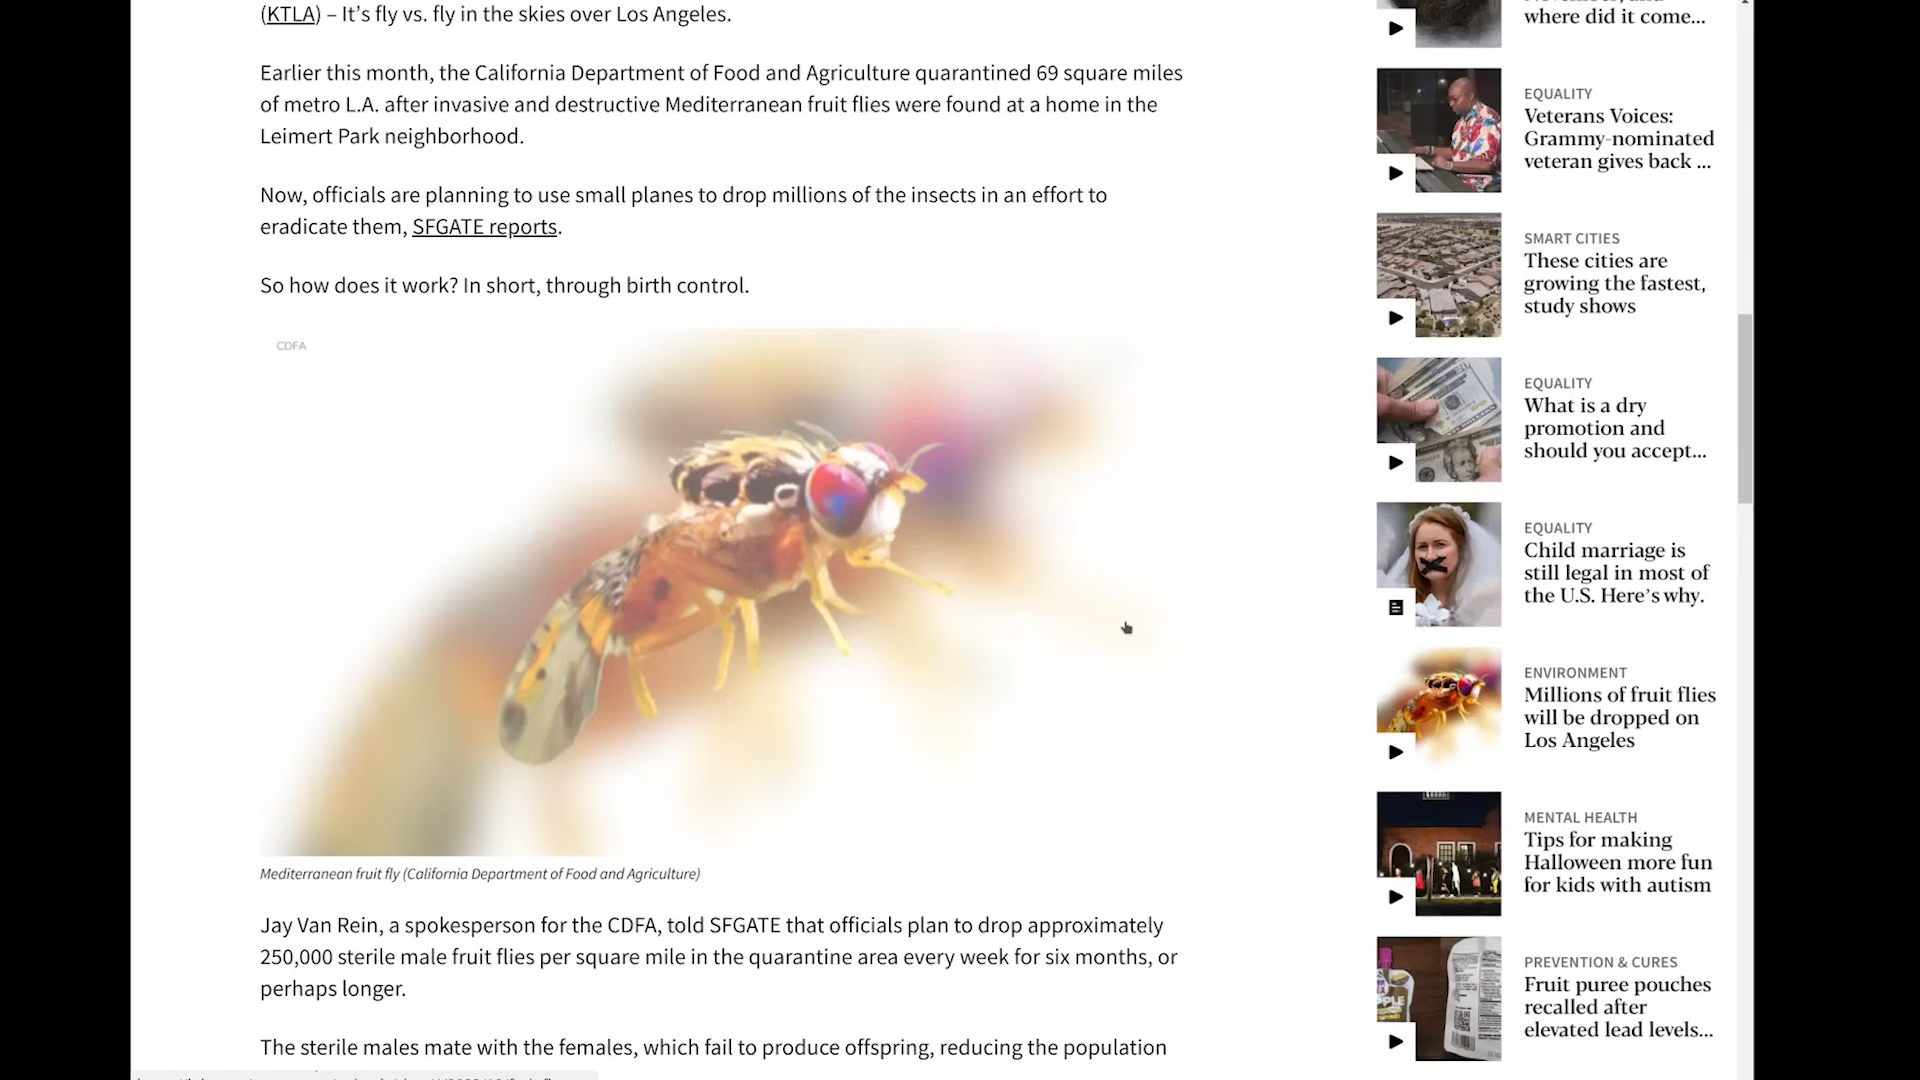 (KTLA) – It’s fly vs. fly in the skies over Los Angeles.
Earlier this month, the California Department of Food and Agriculture quarantined 69 square miles
of metro L.A. after invasive and destructive Mediterranean fruit flies were found at a home in the
Leimert Park neighborhood.
Now, officials are planning to use small planes to drop millions of the insects in an effort to
eradicate them, SFGATE reports.
So how does it work? In short, through birth control.
CDFA
Mediterranean fruit fly (California Department of Food and Agriculture)
Jay Van Rein, a spokesperson for the CDFA, told SFGATE that officials plan to drop approximately
250,000 sterile male fruit flies per square mile in the quarantine area every week for six months, or
perhaps longer.
The sterile males mate with the females, which fail to produce offspring, reducing the population
where did it come...
EQUALITY
Veterans Voices:
Grammy-nominated
veteran gives back ...
SMART CITIES
These cities are
growing the fastest,
study shows
EQUALITY
What is a dry
promotion and
should you accept...
EQUALITY
Child marriage is
still legal in most of
the U.S. Here’s why.
ENVIRONMENT
Millions of fruit flies
will be dropped on
Los Angeles
MENTAL HEALTH
Tips for making
Halloween more fun
for kids with autism
PREVENTION & CURES
Fruit puree pouches
recalled after
elevated lead levels...